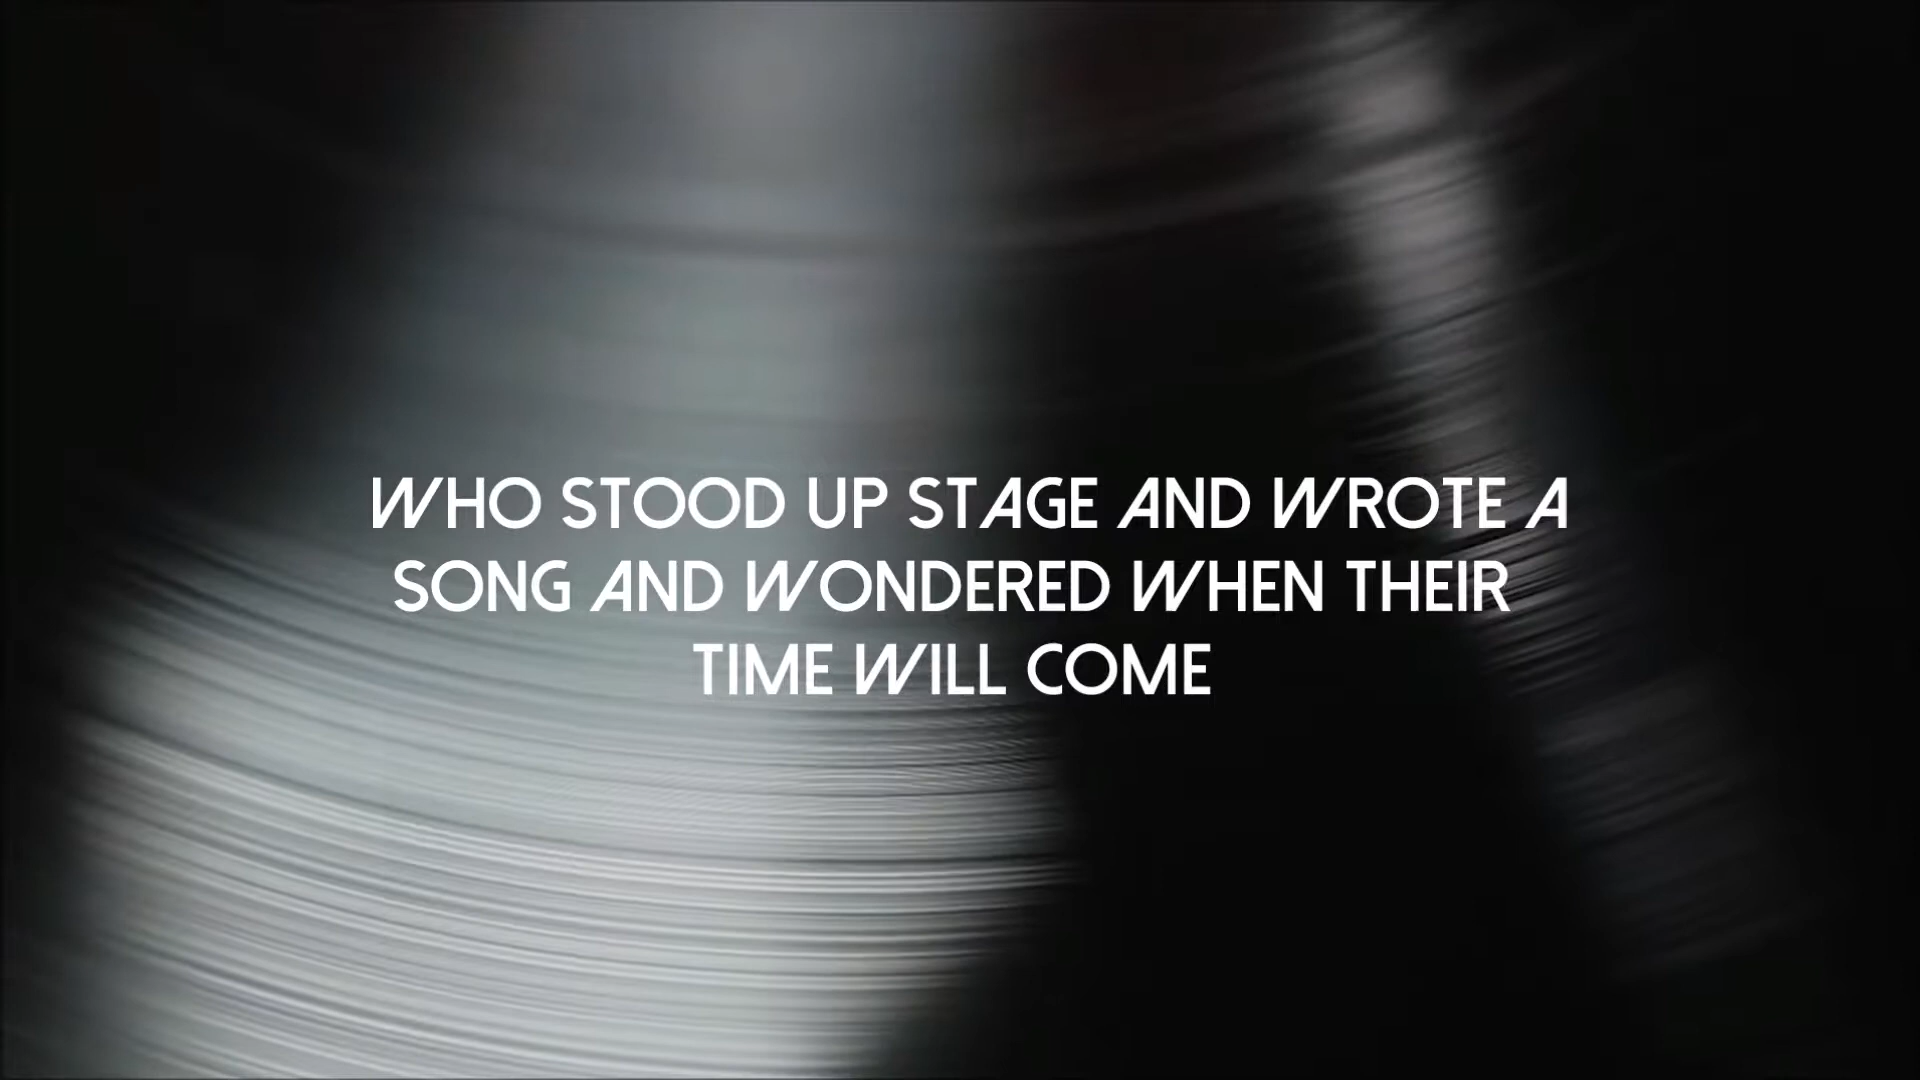 WHO STOOD UP STAGE AND WROTE A
SONG AND WONDERED WHEN THEIR
TIME WILL COME